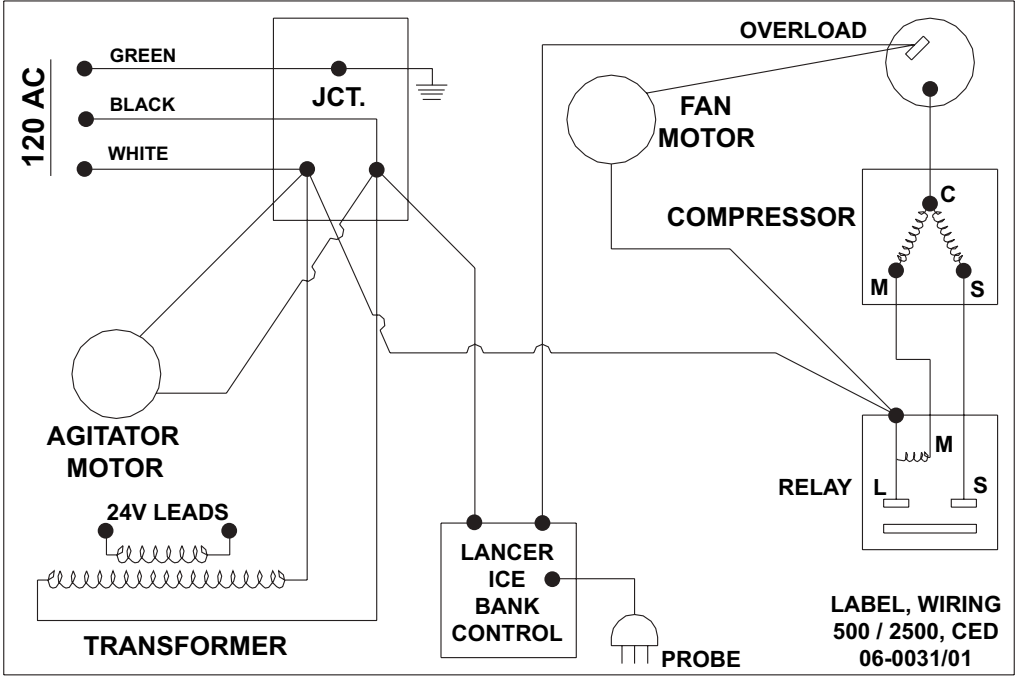 120 AC
GREEN
BLACK
WHITE
JCT.
OVERLOAD
FAN
MOTOR
COMPRESSOR
C
M
S
AGITATOR
MOTOR
24V LEADS
TRANSFORMER
LANCER
ICE
BANK
CONTROL
PROBE
RELAY
M
L
S
LABEL, WIRING
500 / 2500, CED
06-0031/01